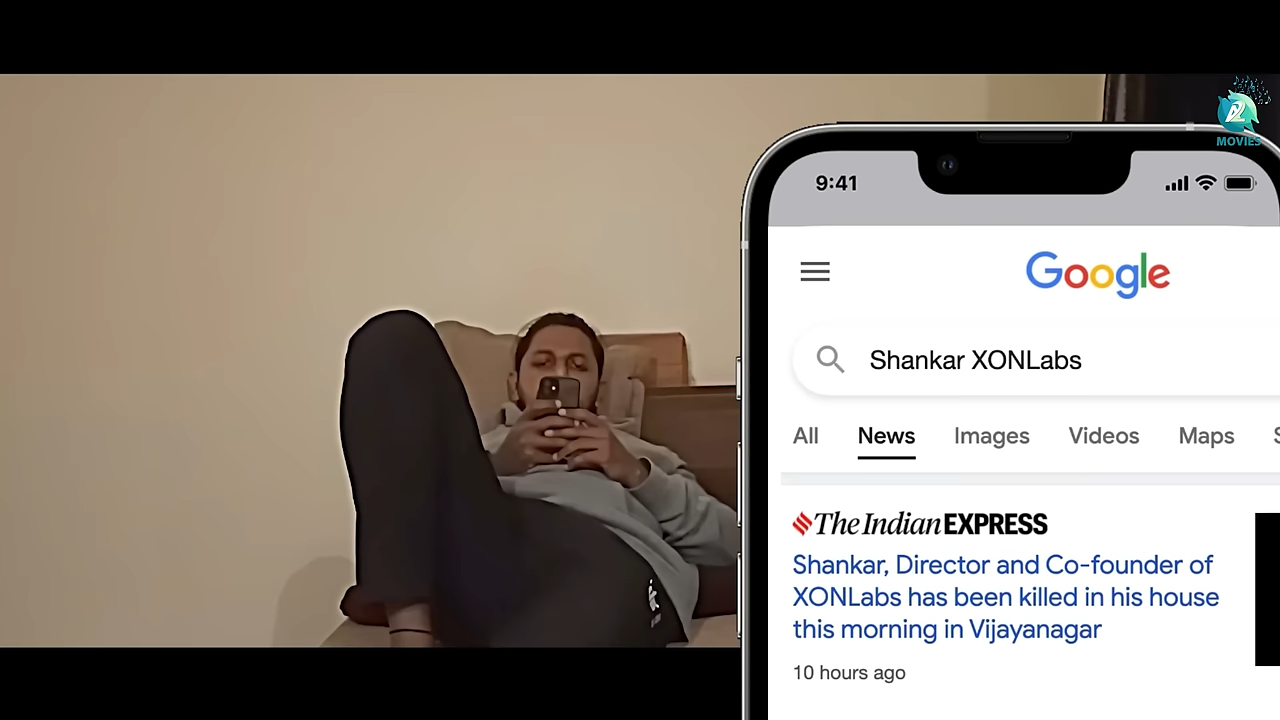 MOVIES
9:41
Google
Shankar XONLabs
All News Images Videos Maps S
The Indian EXPRESS
Shankar, Director and Co-founder of
XONLabs has been killed in his house
this morning in Vijayanagar
10 hours ago